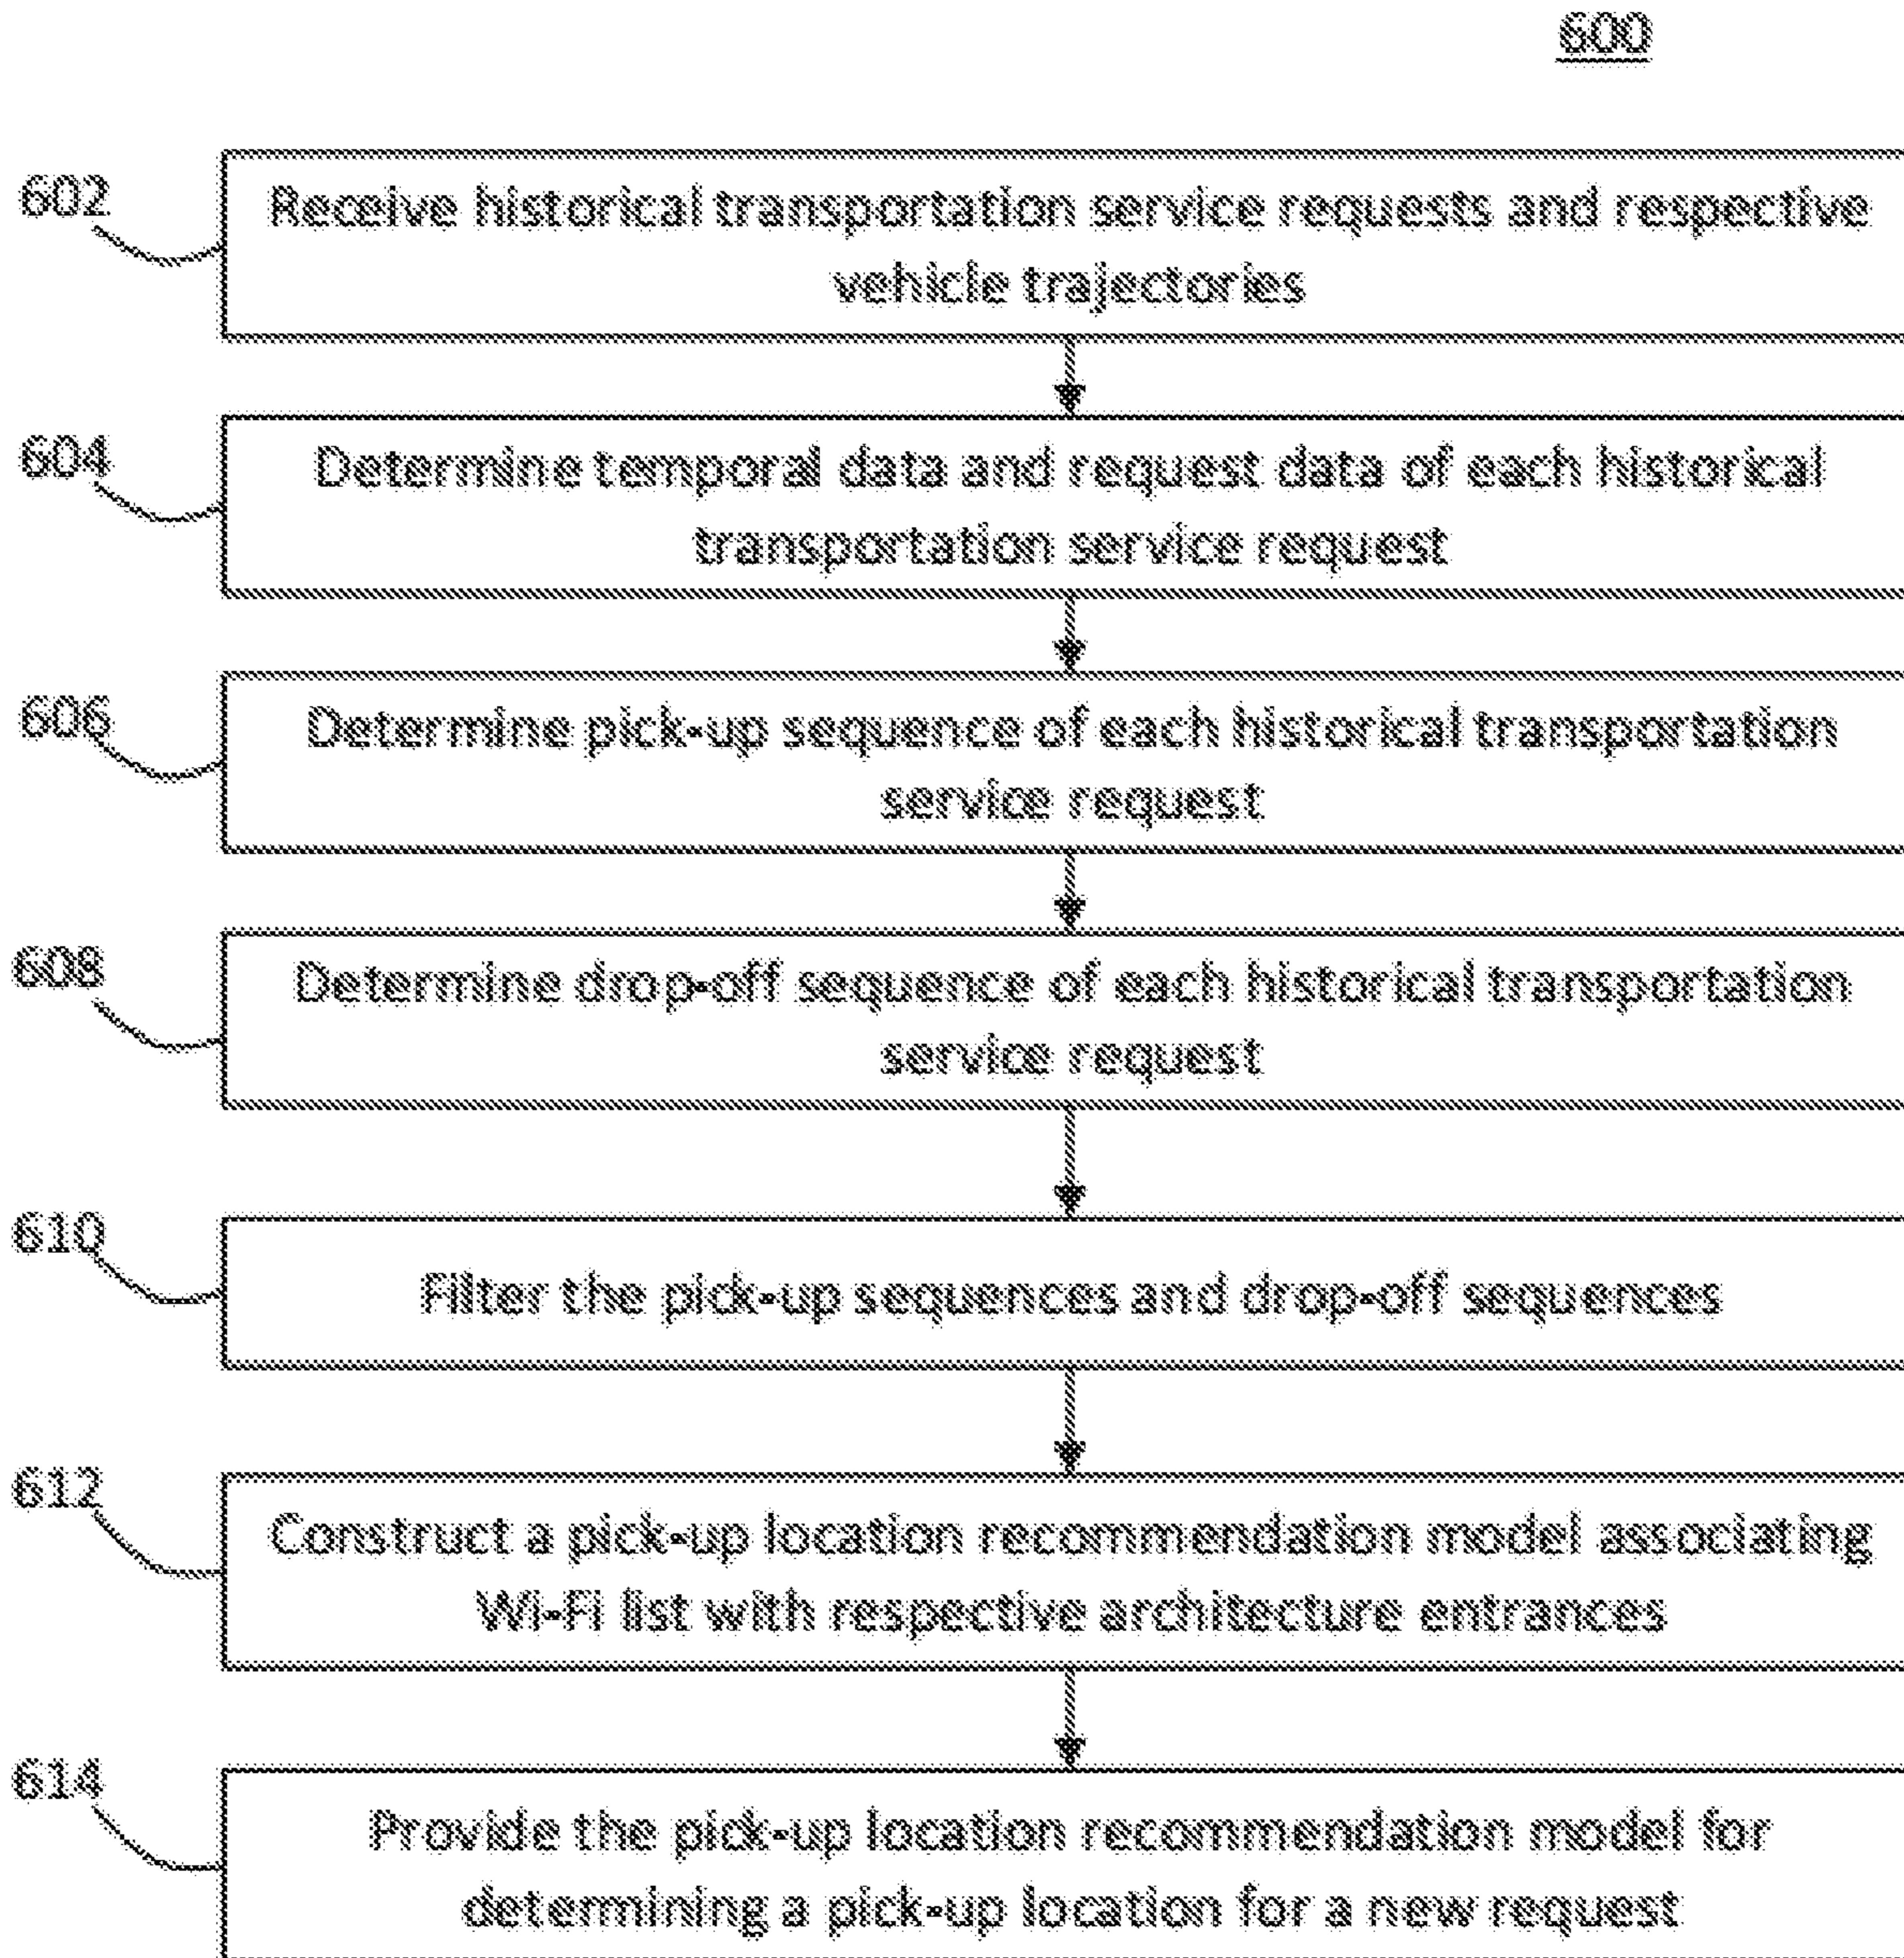 600
602
Receive historical transportation service requests and respective
vehicle trajectories
604
Determine temporal data and request data of each historical
transportation service request
606
Determine pick-up sequence of each historical transportation
service request
608
Determine drop-off sequence of each historical transportation
service request
610
Filter the pick-up sequences and drop-off sequences
612
Construct a pick-up location recommendation model associating
Wi-Fi list with respective architecture entrances
614
Provide the pick-up location recommendation model for
determining a pick-up location for a new request